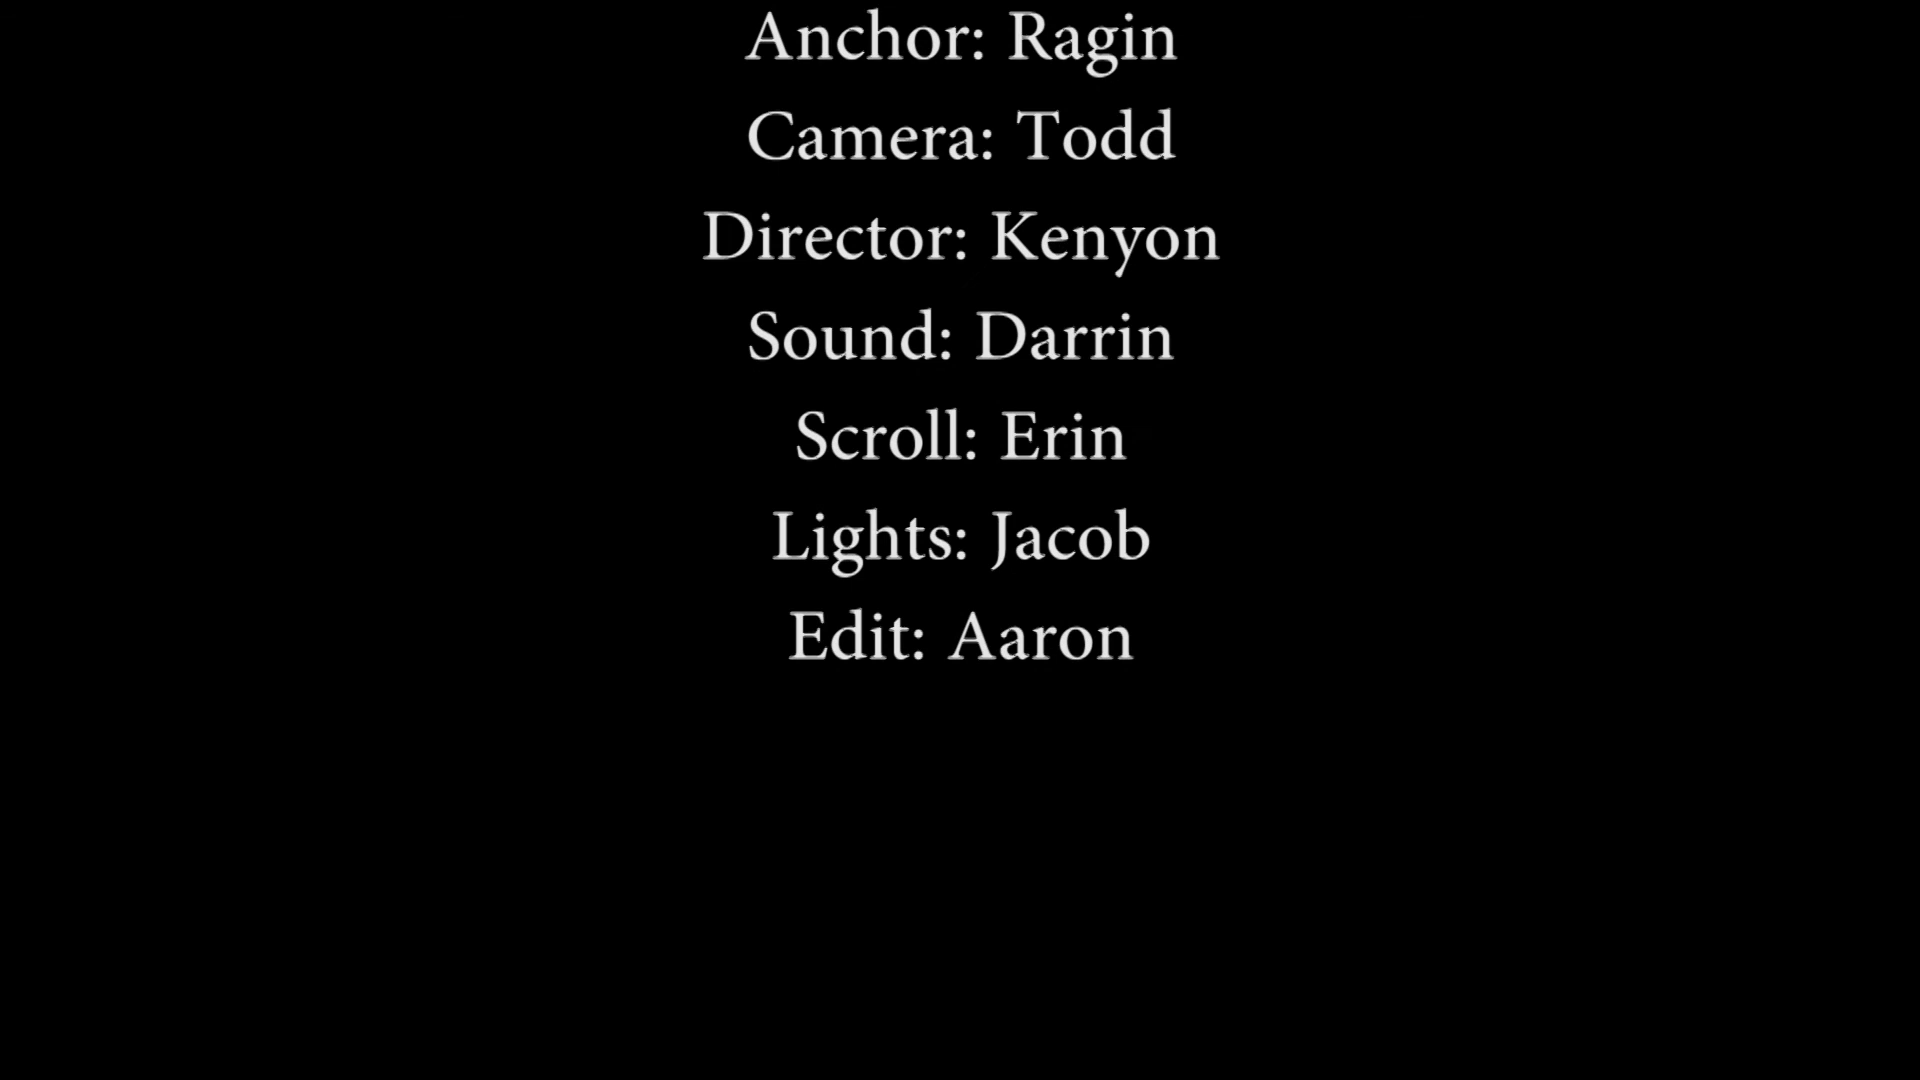 Anchor: Ragin
Camera: Todd
Director: Kenyon
Sound: Darrin
Scroll: Erin
Lights: Jacob
Edit: Aaron